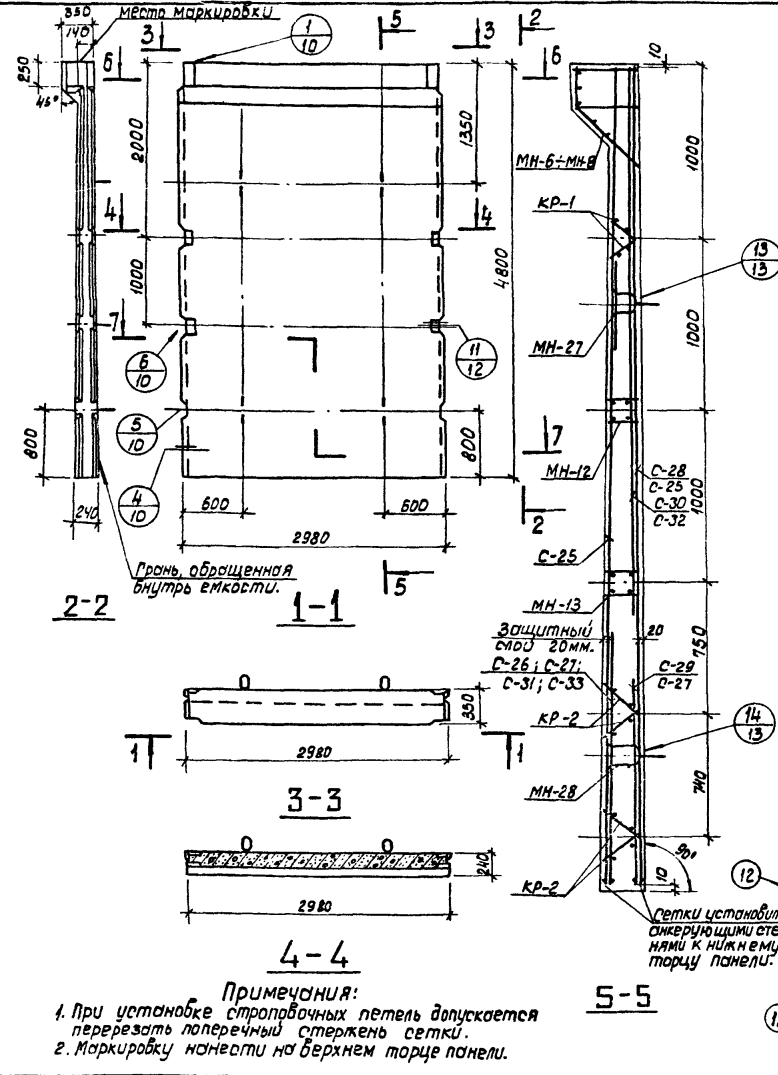 350
место маркировки
140
250
45°
6
4
7
800
240
Грань, обращенная
внутрь емкости.
2-2
3
1
10
5
3
2
2000
1350
1000
4800
4
6
10
11
12
5
10
4
10
800
600
600
2
2980
5
1-1
350
1
2980
1
3-3
240
2980
4-4
6
10
МН-6÷МН-8
КР-1
1000
13
13
1000
МН-27
7
МН-12
С-28
С-25
С-30
С-32
1000
С-25
МН-13
Защитный
слой 20мм.
20
750
С-26; С-27;
С-31; С-33
С-29
С-27
КР-2
14
13
МН-28
740
КР-2
90°
10
12
Сетки установит
анкерующими сте
нями к нижнему
торцу панели.
5-5
Примечания:
1. При установке строповочных петель допускается
перерезать поперечный стержень сетки.
2. Маркировку нанести на верхнем торце панели.